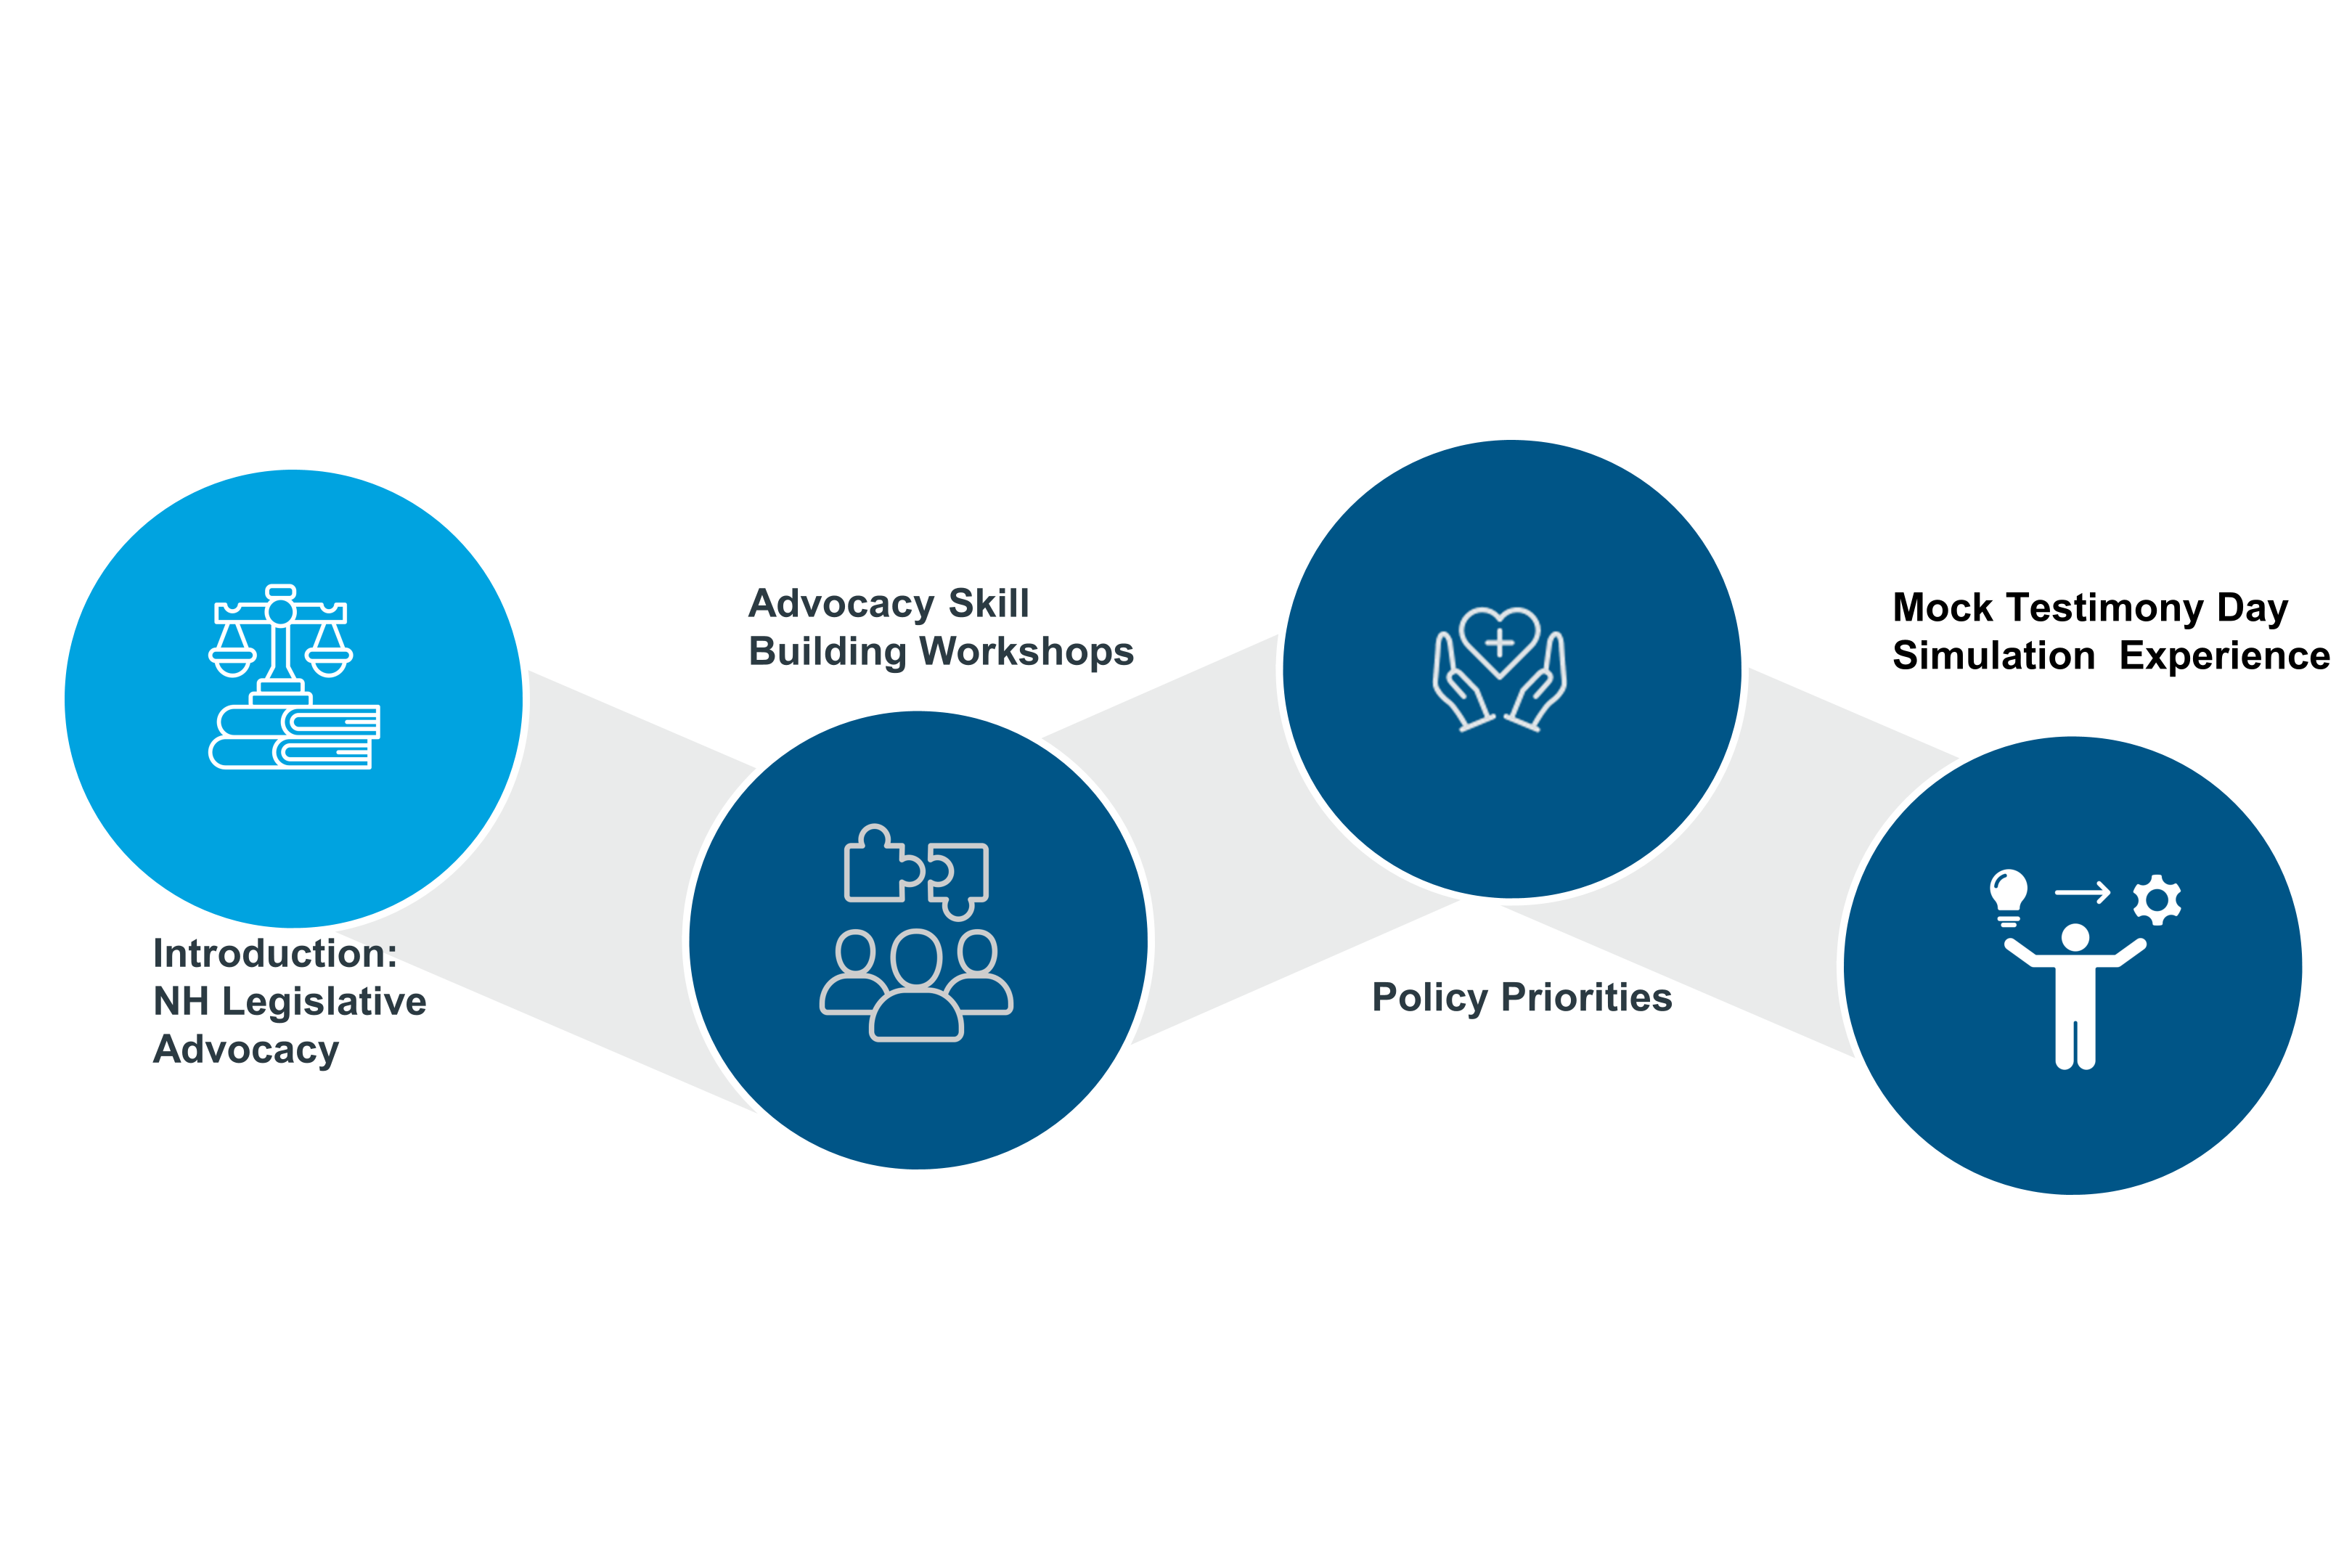 Introduction:
NH Legislative
Advocacy
Advocacy Skill
Building Workshops
Policy Priorities
Mock Testimony Day
Simulation  Experience